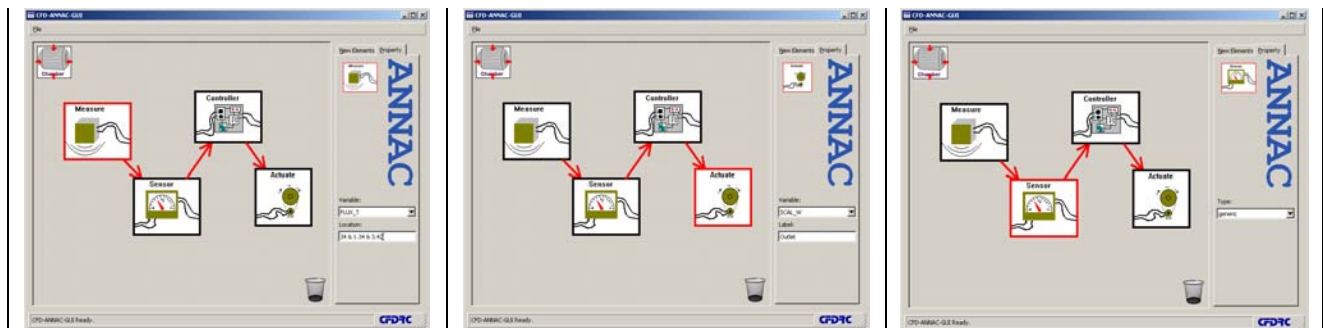 CFD-ANNAC-GUI
File
Chamber
Measure
Controller
Sensor
Actuate
New Elements Property
Measure
ANNAC
Variable:
FLUX_T
Location:
CFD-ANNAC-GUI Ready.
CFDRC
CFD-ANNAC-GUI
File
Chamber
Measure
Controller
Sensor
Actuate
New Elements Property
Actuate
ANNAC
Variable:
SCAL_W
Label:
Outlet
CFD-ANNAC-GUI Ready.
CFDRC
CFD-ANNAC-GUI
File
Chamber
Measure
Controller
Sensor
Actuate
New Elements Property
Sensor
ANNAC
Type:
generic
CFD-ANNAC-GUI Ready.
CFDRC